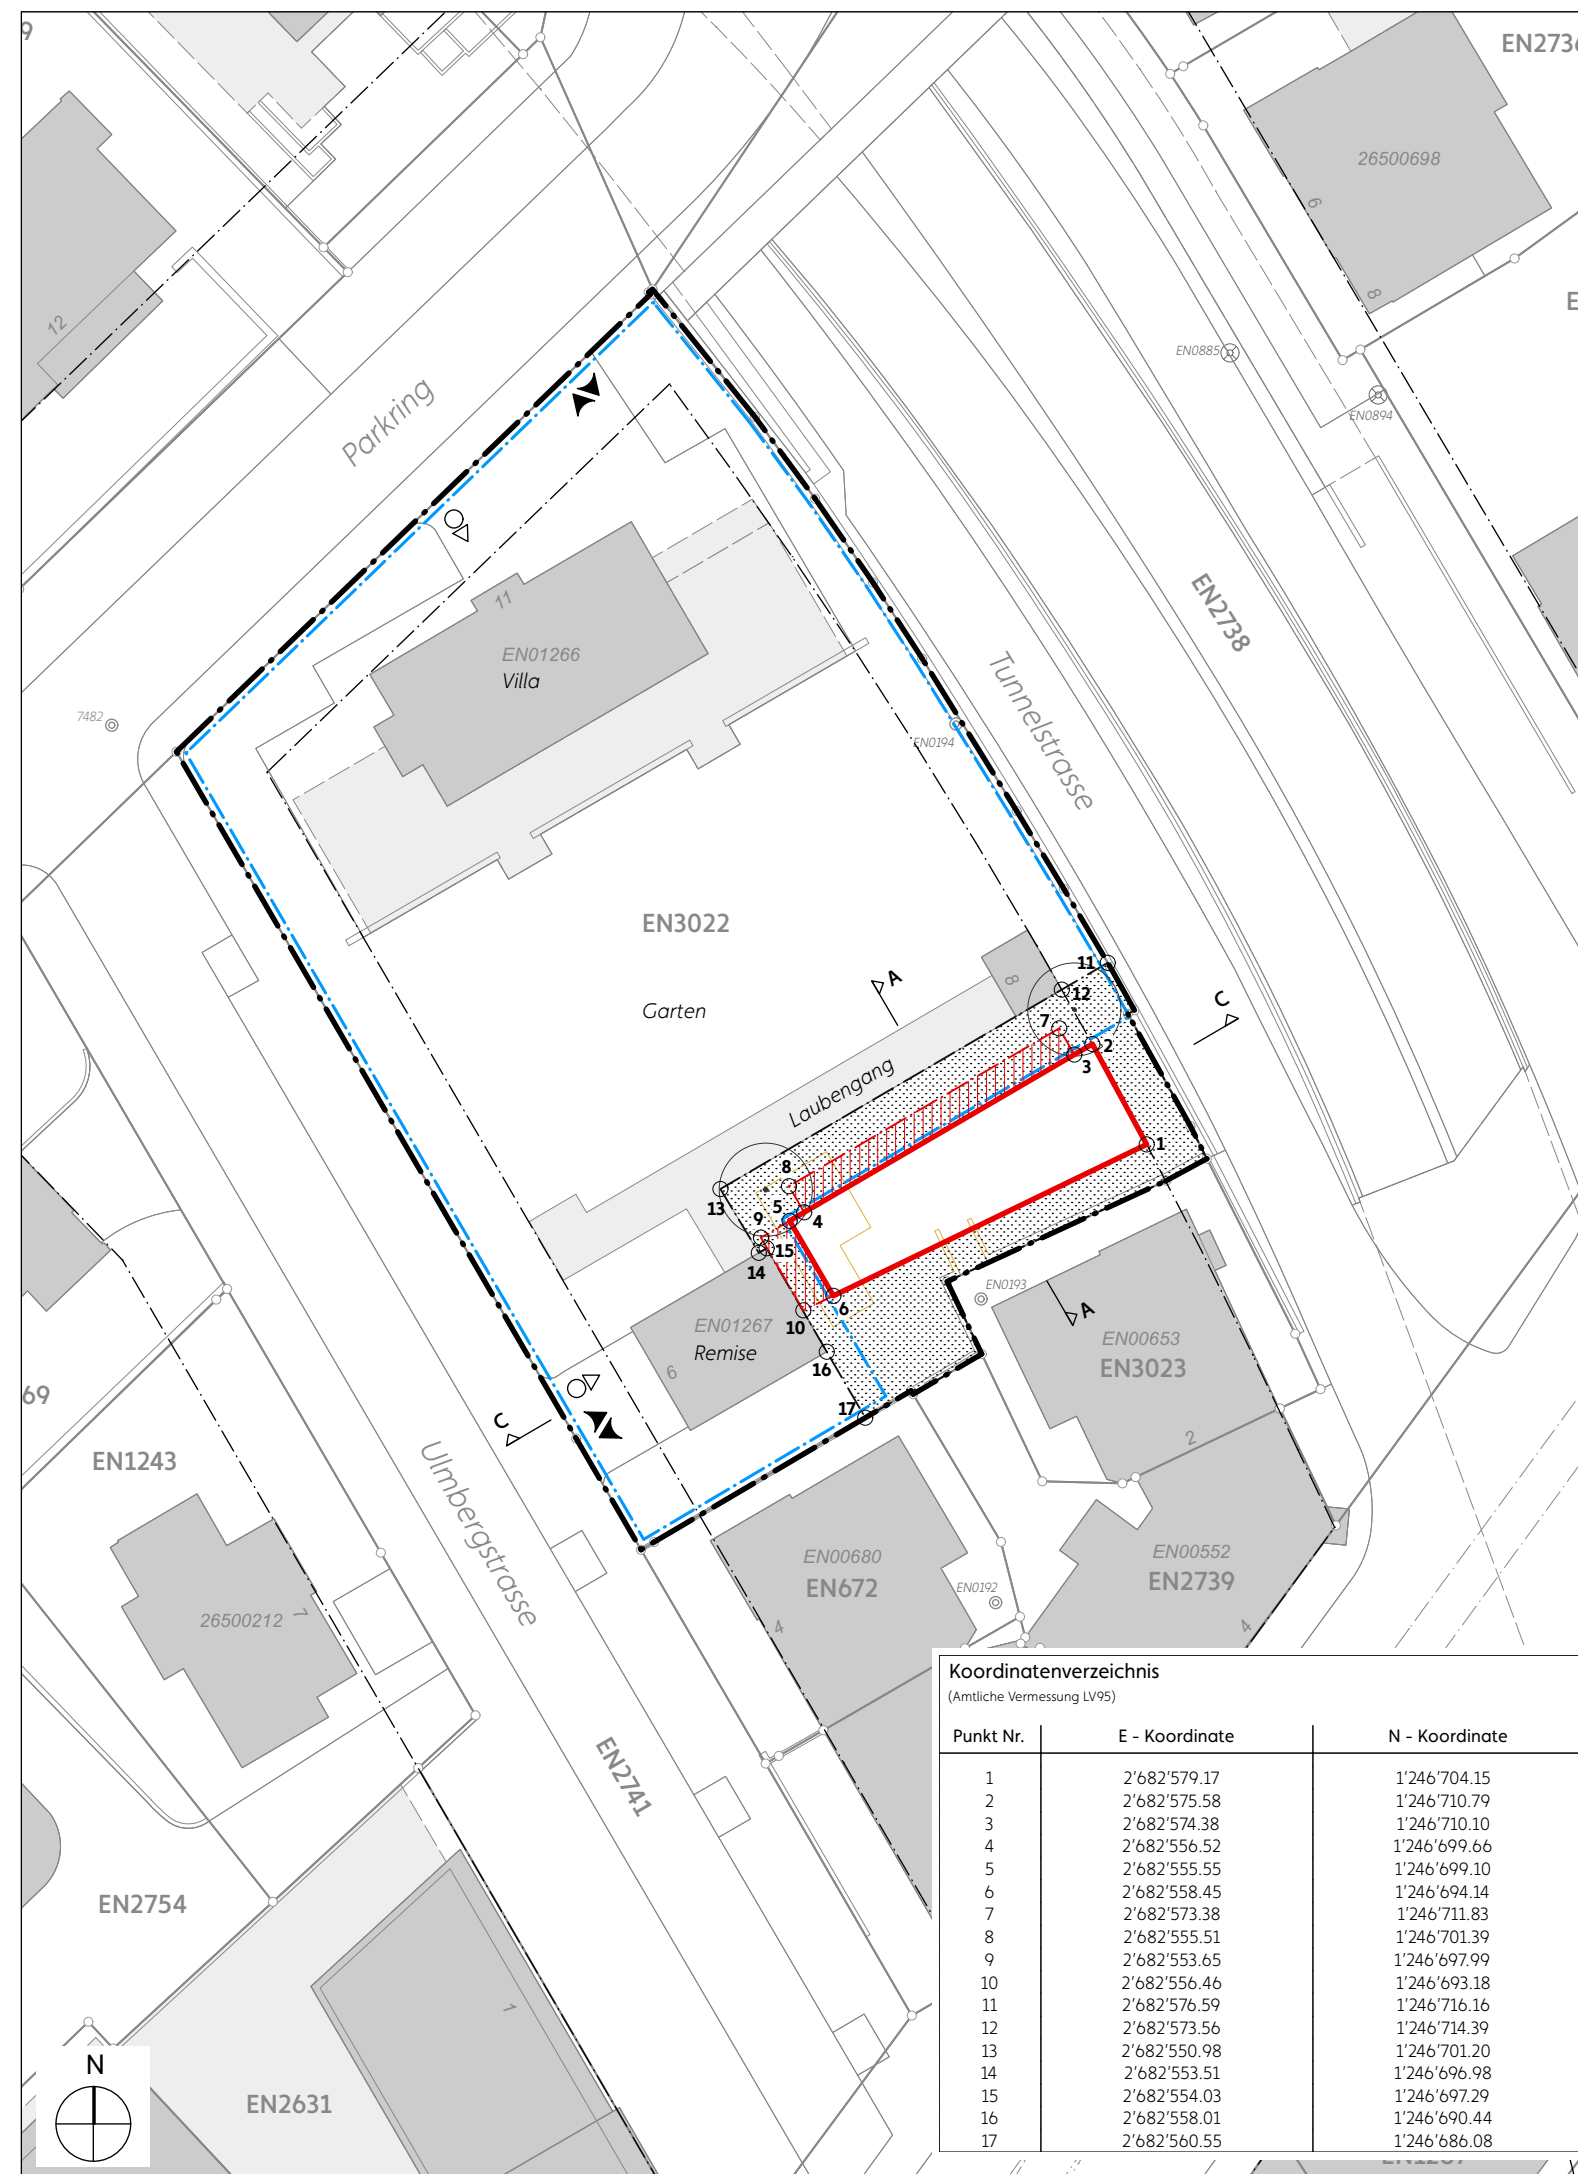 9
EN2736
26500698
6
8
E
12
Parkring
EN0885
EN0894
11
EN01266
Villa
EN2738
7482
EN0194
Tunnelstrasse
EN3022
Garten
A
8
11
12
C
7
2
3
Laubengang
1
8
13
5
4
9
15
14
6
10
EN0193
A
EN01267
Remise
6
16
EN00653
EN3023
69
17
C
2
EN1243
Ulmbergstrasse
EN00680
EN672
EN00552
EN2739
EN0192
4
4
26500212
7
EN2741
EN2754
1
N
EN2631
Koordinatenverzeichnis
(Amtliche Vermessung LV95)
Punkt Nr. E - Koordinate N - Koordinate
1 2'682'579.17 1'246'704.15
2 2'682'575.58 1'246'710.79
3 2'682'574.38 1'246'710.10
4 2'682'556.52 1'246'699.66
5 2'682'555.55 1'246'699.10
6 2'682'558.45 1'246'694.14
7 2'682'573.38 1'246'711.83
8 2'682'555.51 1'246'701.39
9 2'682'553.65 1'246'697.99
10 2'682'556.46 1'246'693.18
11 2'682'576.59 1'246'716.16
12 2'682'573.56 1'246'714.39
13 2'682'550.98 1'246'701.20
14 2'682'553.51 1'246'696.98
15 2'682'554.03 1'246'697.29
16 2'682'558.01 1'246'690.44
17 2'682'560.55 1'246'686.08